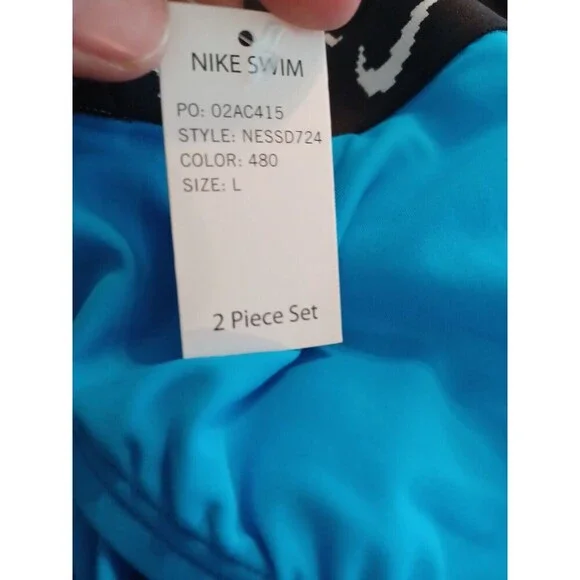 NIKE SWIM
PO: 02AC415
STYLE: NESSD724
COLOR: 480
SIZE: L
2 Piece Set